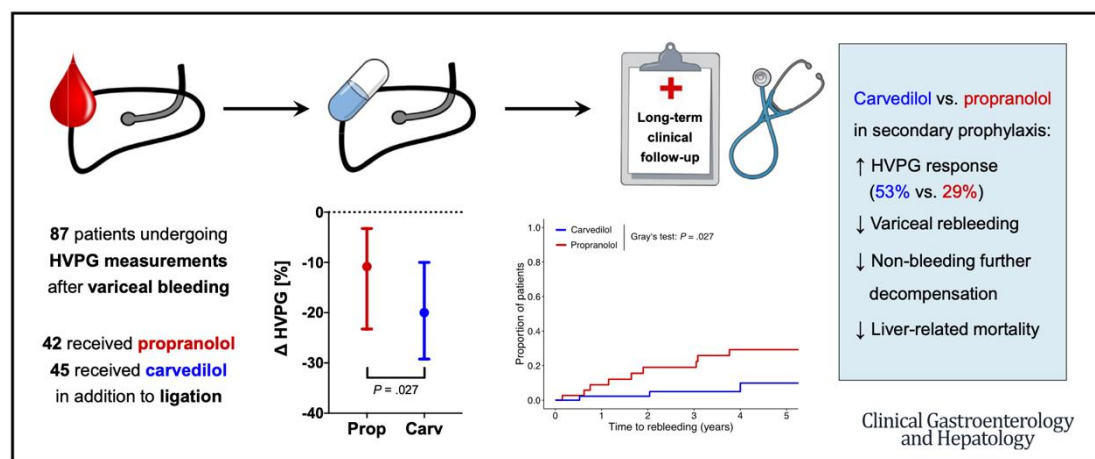 87 patients undergoing
HVPG measurements
after variceal bleeding
42 received propranolol
45 received carvedilol
in addition to ligation
Δ HVPG [%]
0
-10
-20
-30
-40
P = .027
Prop
Carv
Long-term
clinical
follow-up
Carvedilol
Propranolol
Gray's test: P = .027
Proportion of patients
1.0
0.8
0.6
0.4
0.2
0.0
0 1 2 3 4 5
Time to rebleeding (years)
Carvedilol vs. propranolol
in secondary prophylaxis:
↑ HVPG response
(53% vs. 29%)
↓ Variceal rebleeding
↓ Non-bleeding further
decompensation
↓ Liver-related mortality
Clinical Gastroenterology
and Hepatology